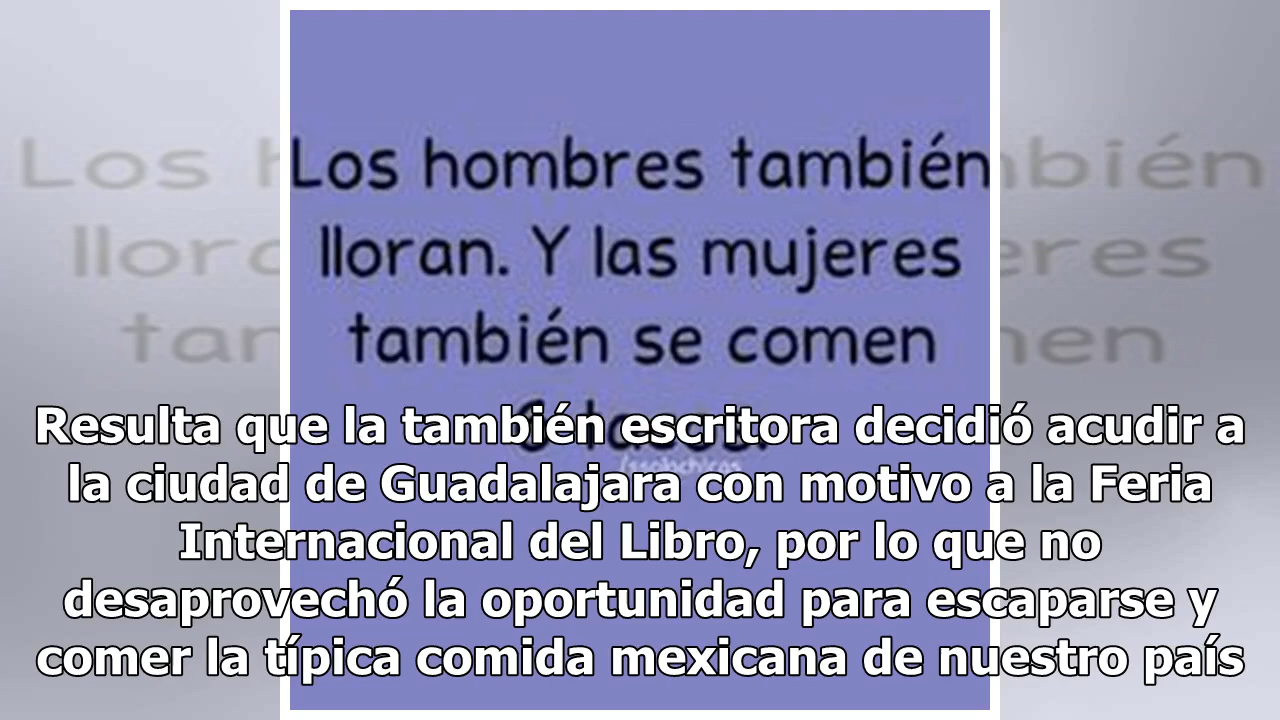 Los hombres también
lloran. Y las mujeres
también se comen
6 tacos.
Resulta que la también escritora decidió acudir a
la ciudad de Guadalajara con motivo a la Feria
Internacional del Libro, por lo que no
desaprovechó la oportunidad para escaparse y
comer la típica comida mexicana de nuestro país